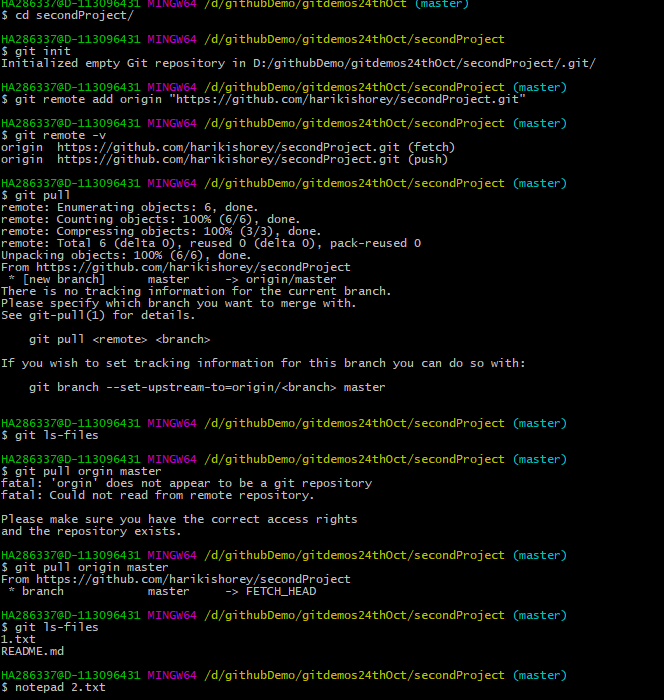 HA286337@D-113096431 MINGW64 /d/githubDemo/gitdemos24thOct (master)
$ cd secondProject/
HA286337@D-113096431 MINGW64 /d/githubDemo/gitdemos24thOct/secondProject
$ git init
Initialized empty Git repository in D:/githubDemo/gitdemos24thOct/secondProject/.git/
HA286337@D-113096431 MINGW64 /d/githubDemo/gitdemos24thOct/secondProject (master)
$ git remote add origin "https://github.com/harikishorey/secondProject.git"
HA286337@D-113096431 MINGW64 /d/githubDemo/gitdemos24thOct/secondProject (master)
$ git remote -v
origin  https://github.com/harikishorey/secondProject.git (fetch)
origin  https://github.com/harikishorey/secondProject.git (push)
HA286337@D-113096431 MINGW64 /d/githubDemo/gitdemos24thOct/secondProject (master)
$ git pull
remote: Enumerating objects: 6, done.
remote: Counting objects: 100% (6/6), done.
remote: Compressing objects: 100% (3/3), done.
remote: Total 6 (delta 0), reused 0 (delta 0), pack-reused 0
Unpacking objects: 100% (6/6), done.
From https://github.com/harikishorey/secondProject
 * [new branch]      master     -> origin/master
There is no tracking information for the current branch.
Please specify which branch you want to merge with.
See git-pull(1) for details.
    git pull <remote> <branch>
If you wish to set tracking information for this branch you can do so with:
    git branch --set-upstream-to=origin/<branch> master
HA286337@D-113096431 MINGW64 /d/githubDemo/gitdemos24thOct/secondProject (master)
$ git ls-files
HA286337@D-113096431 MINGW64 /d/githubDemo/gitdemos24thOct/secondProject (master)
$ git pull orgin master
fatal: 'orgin' does not appear to be a git repository
fatal: Could not read from remote repository.
Please make sure you have the correct access rights
and the repository exists.
HA286337@D-113096431 MINGW64 /d/githubDemo/gitdemos24thOct/secondProject (master)
$ git pull origin master
From https://github.com/harikishorey/secondProject
 * branch            master     -> FETCH_HEAD
HA286337@D-113096431 MINGW64 /d/githubDemo/gitdemos24thOct/secondProject (master)
$ git ls-files
1.txt
README.md
HA286337@D-113096431 MINGW64 /d/githubDemo/gitdemos24thOct/secondProject (master)
$ notepad 2.txt